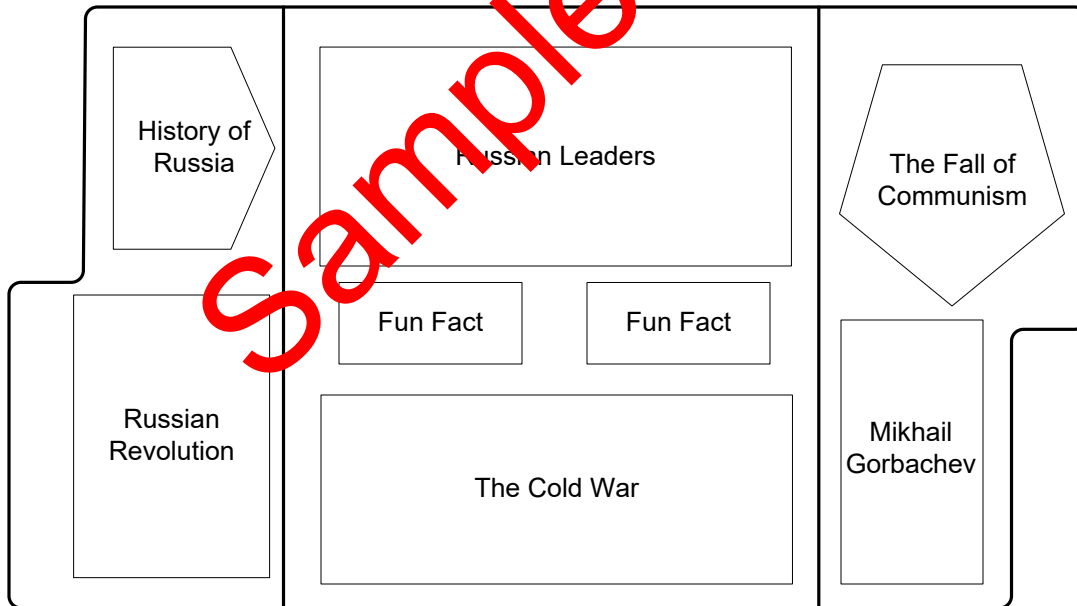 Sample
History of
Russia
Russian Leaders
The Fall of
Communism
Fun Fact
Fun Fact
Russian
Revolution
The Cold War
Mikhail
Gorbachev